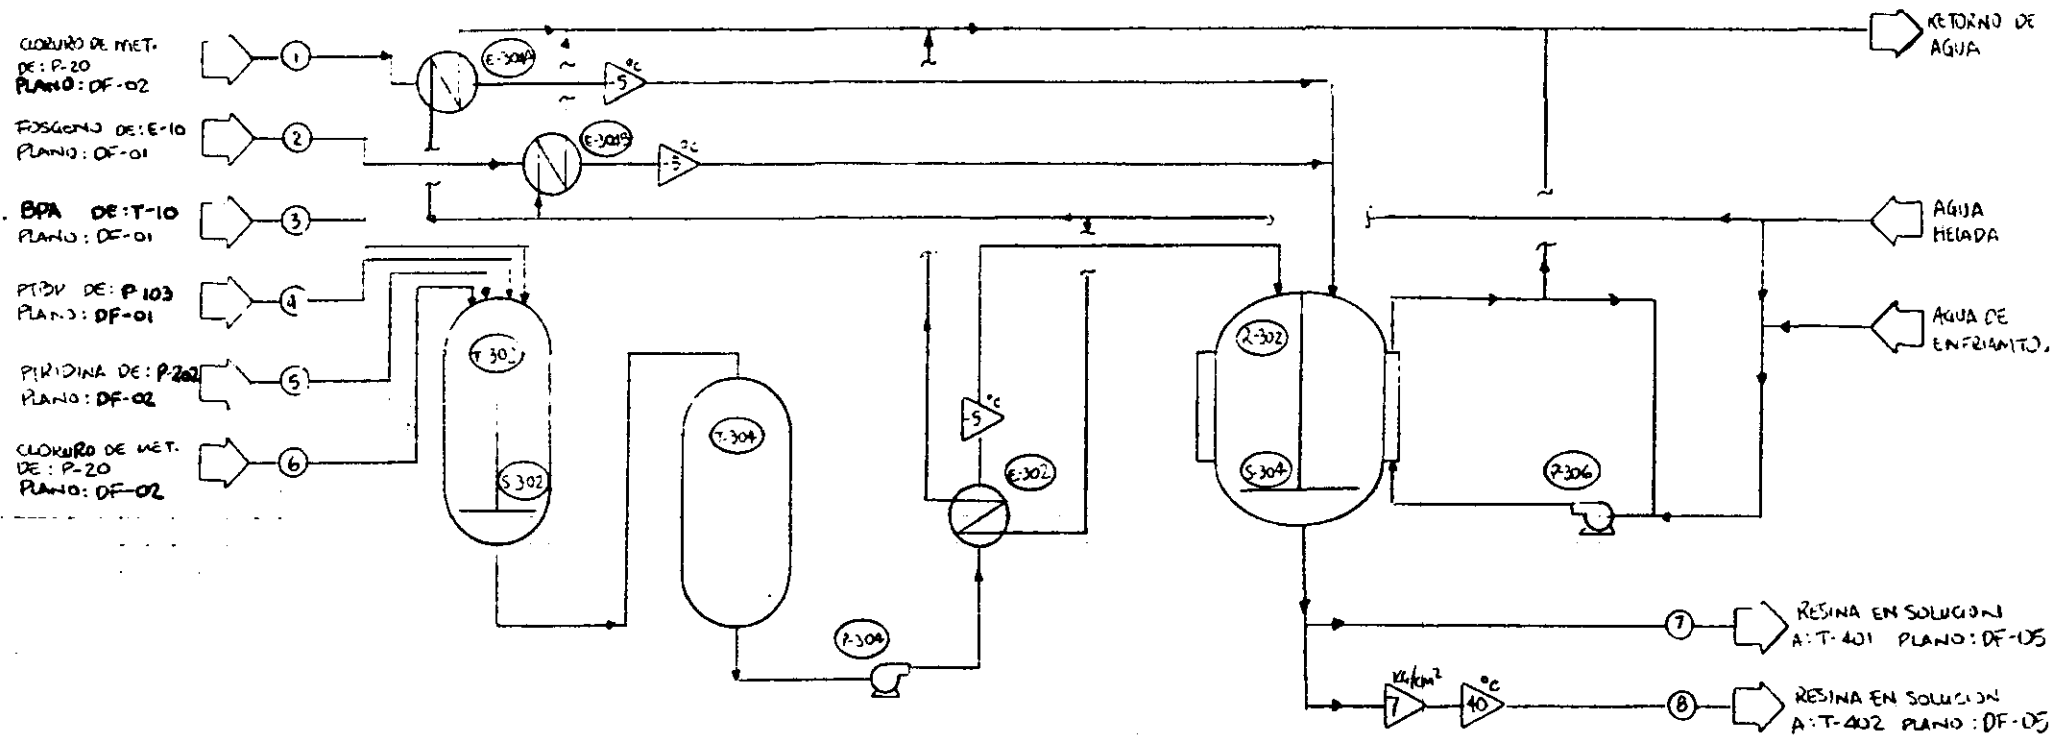 CLORURO DE MET.
DE: P-20
PLANO: DF-02
1
E-304A
-5 °C
RETORNO DE
AGUA
FOSGENO DE: E-10
PLANO: DF-01
2
-5 °C
BPA DE: T-10
PLANO: DF-01
3
AGUA
HELADA
PTBP DE: P-103
PLANO: DF-01
4
AGUA DE
ENFRIAMTO.
PIRIDINA DE: P-202
PLANO: DF-02
5
CLORURO DE MET.
DE: P-20
PLANO: DF-02
6
S-302
T-304
-5 °C
E-302
P-304
R-302
S-304
P-306
7
RESINA EN SOLUCION
A: T-401 PLANO: DF-05
KG/CM²
7
40 °C
8
RESINA EN SOLUCION
A: T-402 PLANO: DF-05